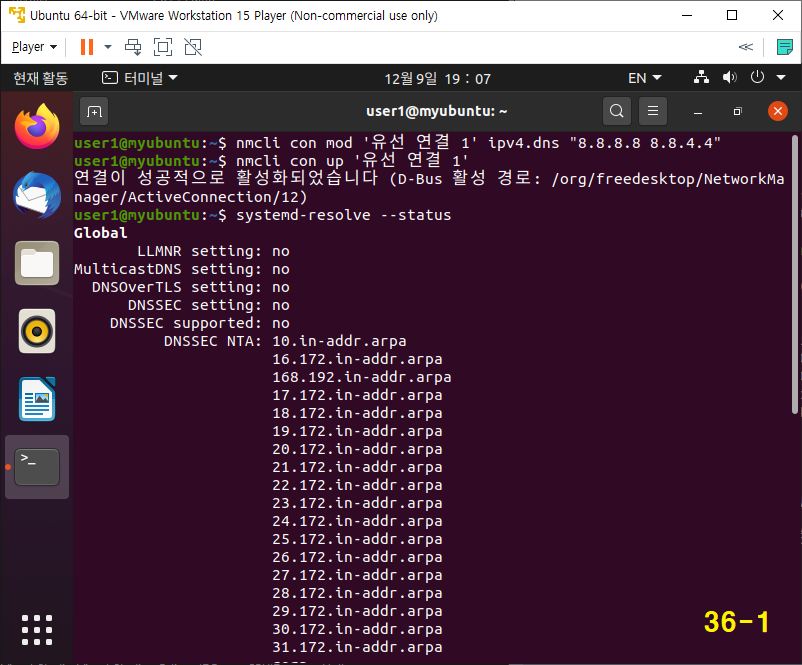 Ubuntu 64-bit - VMware Workstation 15 Player (Non-commercial use only)
Player
현재 활동
터미널
12월 9일 19 : 07
EN
user1@myubuntu: ~
user1@myubuntu:~$ nmcli con mod '유선 연결 1' ipv4.dns "8.8.8.8 8.8.4.4"
user1@myubuntu:~$ nmcli con up '유선 연결 1'
연결이 성공적으로 활성화되었습니다 (D-Bus 활성 경로: /org/freedesktop/NetworkMa
nager/ActiveConnection/12)
user1@myubuntu:~$ systemd-resolve --status
Global
LLMNR setting: no
MulticastDNS setting: no
DNSOverTLS setting: no
DNSSEC setting: no
DNSSEC supported: no
DNSSEC NTA: 10.in-addr.arpa
16.172.in-addr.arpa
168.192.in-addr.arpa
17.172.in-addr.arpa
18.172.in-addr.arpa
19.172.in-addr.arpa
20.172.in-addr.arpa
21.172.in-addr.arpa
22.172.in-addr.arpa
23.172.in-addr.arpa
24.172.in-addr.arpa
25.172.in-addr.arpa
26.172.in-addr.arpa
27.172.in-addr.arpa
28.172.in-addr.arpa
29.172.in-addr.arpa
30.172.in-addr.arpa
31.172.in-addr.arpa
36-1